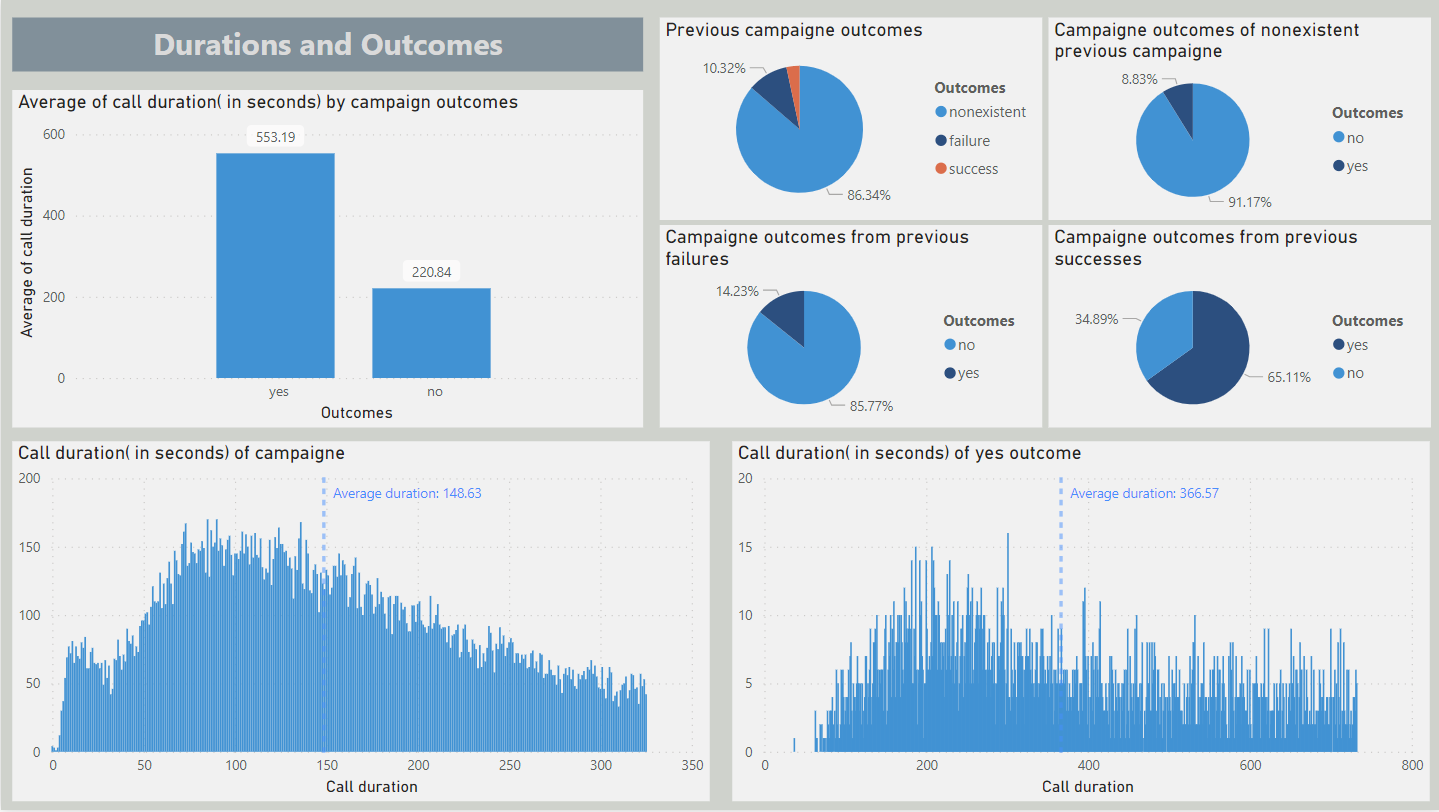 Durations and Outcomes
Average of call duration( in seconds) by campaign outcomes
Average of call duration
600
400
200
0
553.19
220.84
yes
no
Outcomes
Previous campaigne outcomes
10.32%
86.34%
Outcomes
nonexistent
failure
success
Campaigne outcomes of nonexistent
previous campaigne
8.83%
91.17%
Outcomes
no
yes
Campaigne outcomes from previous
failures
14.23%
85.77%
Outcomes
no
yes
Campaigne outcomes from previous
successes
34.89%
65.11%
Outcomes
yes
no
Call duration( in seconds) of campaigne
200
150
100
50
0
Average duration: 148.63
0
50
100
150
200
250
300
350
Call duration
Call duration( in seconds) of yes outcome
20
15
10
5
0
Average duration: 366.57
0
200
400
600
800
Call duration